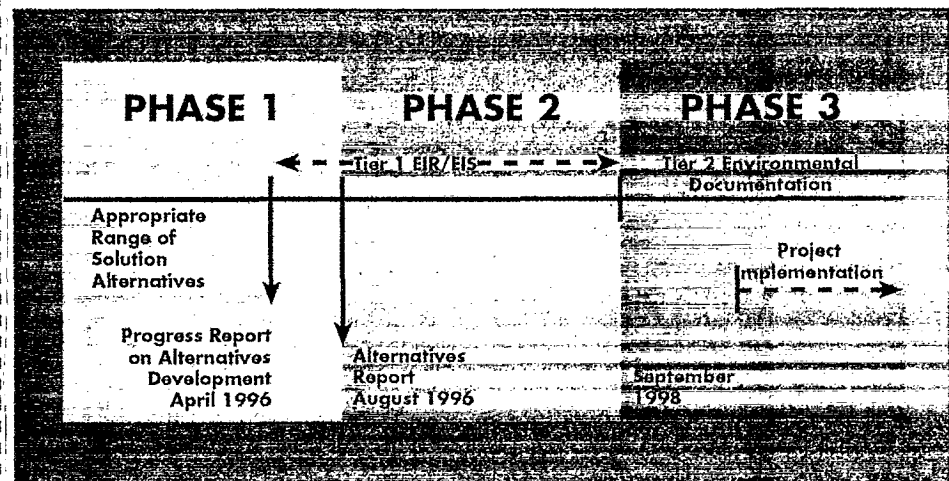 PHASE 1
PHASE 2
PHASE 3
Tier 1 EIR/EIS
Tier 2 Environmental
Documentation
Appropriate
Range of
Solution
Alternatives
Project
Implementation
Progress Report
on Alternatives
Development
April 1996
Alternatives
Report
August 1996
September
1998